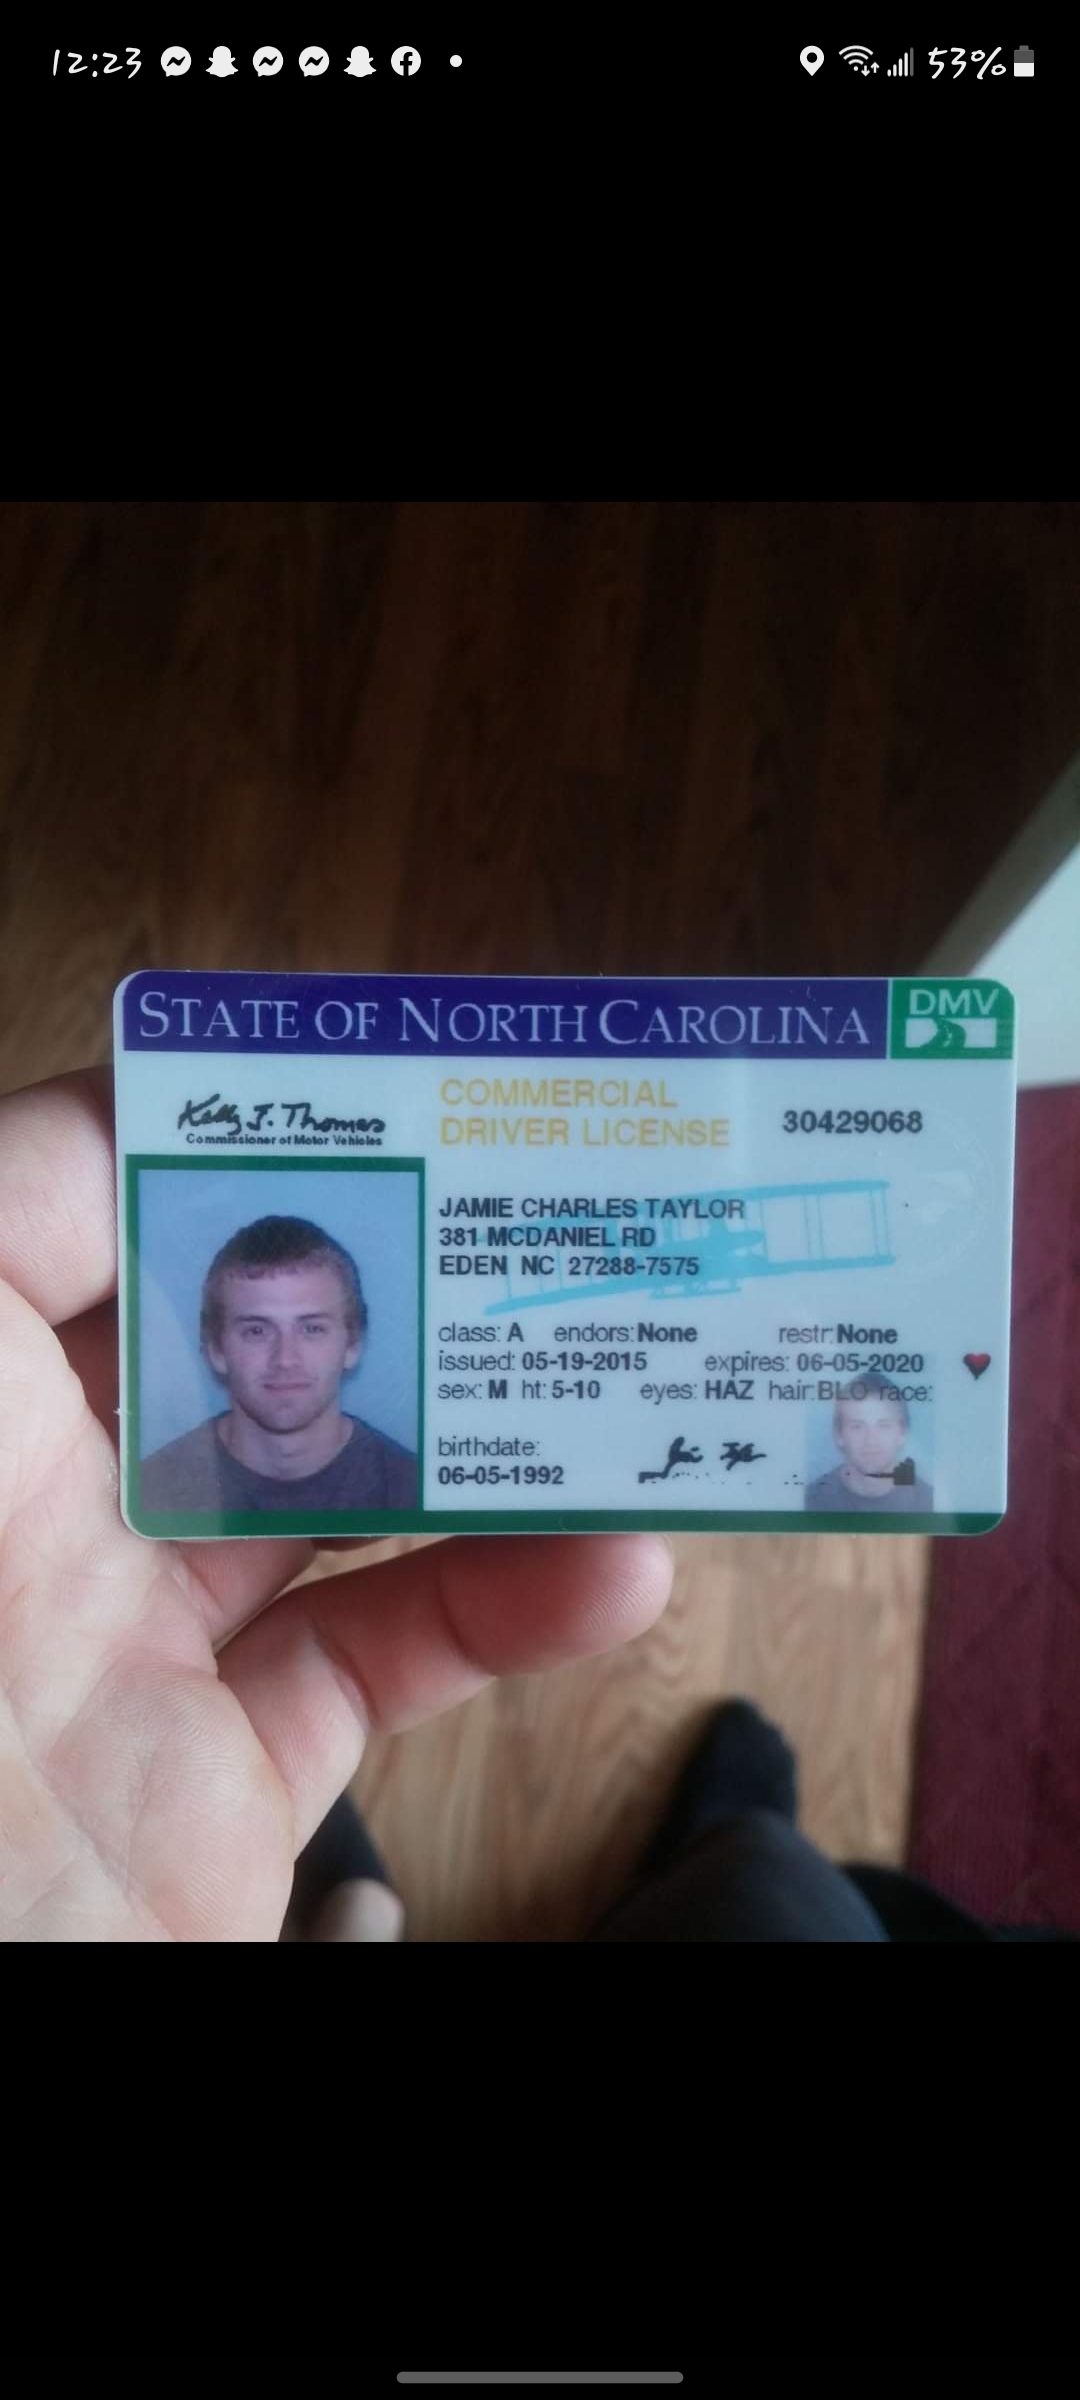 12:23
53%
STATE OF NORTH CAROLINA
DMV
Kelly J. Thomas
Commissioner of Motor Vehicles
COMMERCIAL
DRIVER LICENSE
30429068
JAMIE CHARLES TAYLOR
381 MCDANIEL RD
EDEN NC 27288-7575
class: A endors: None restr: None
issued: 05-19-2015 expires: 06-05-2020
sex: M ht: 5-10 eyes: HAZ hair: BLO race:
birthdate:
06-05-1992